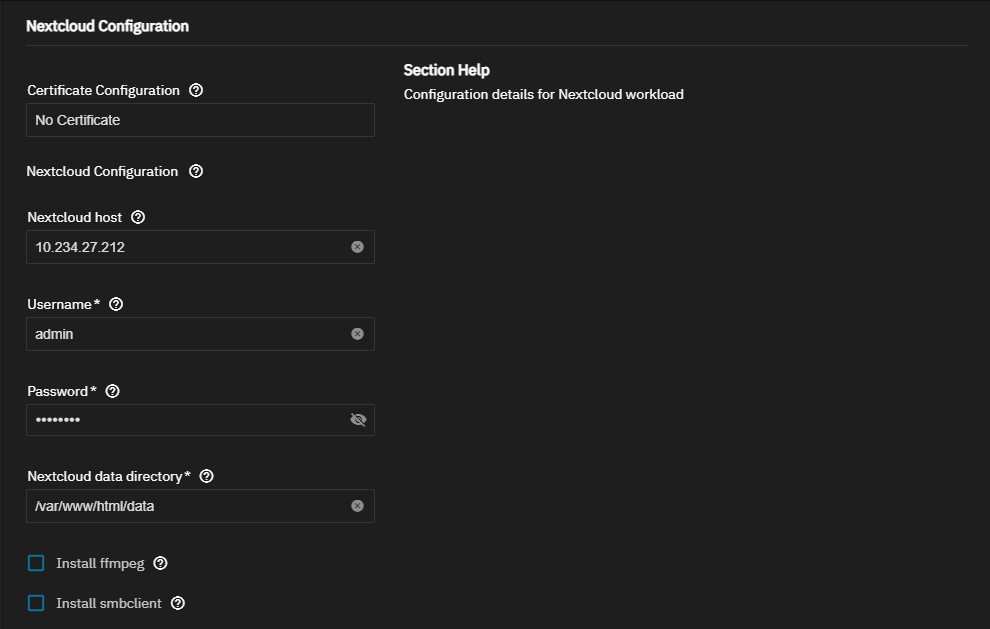 Nextcloud Configuration
Section Help
Configuration details for Nextcloud workload
Certificate Configuration
No Certificate
Nextcloud Configuration
Nextcloud host
10.234.27.212
Username*
admin
Password*
••••••••
Nextcloud data directory*
/var/www/html/data
Install ffmpeg
Install smbclient